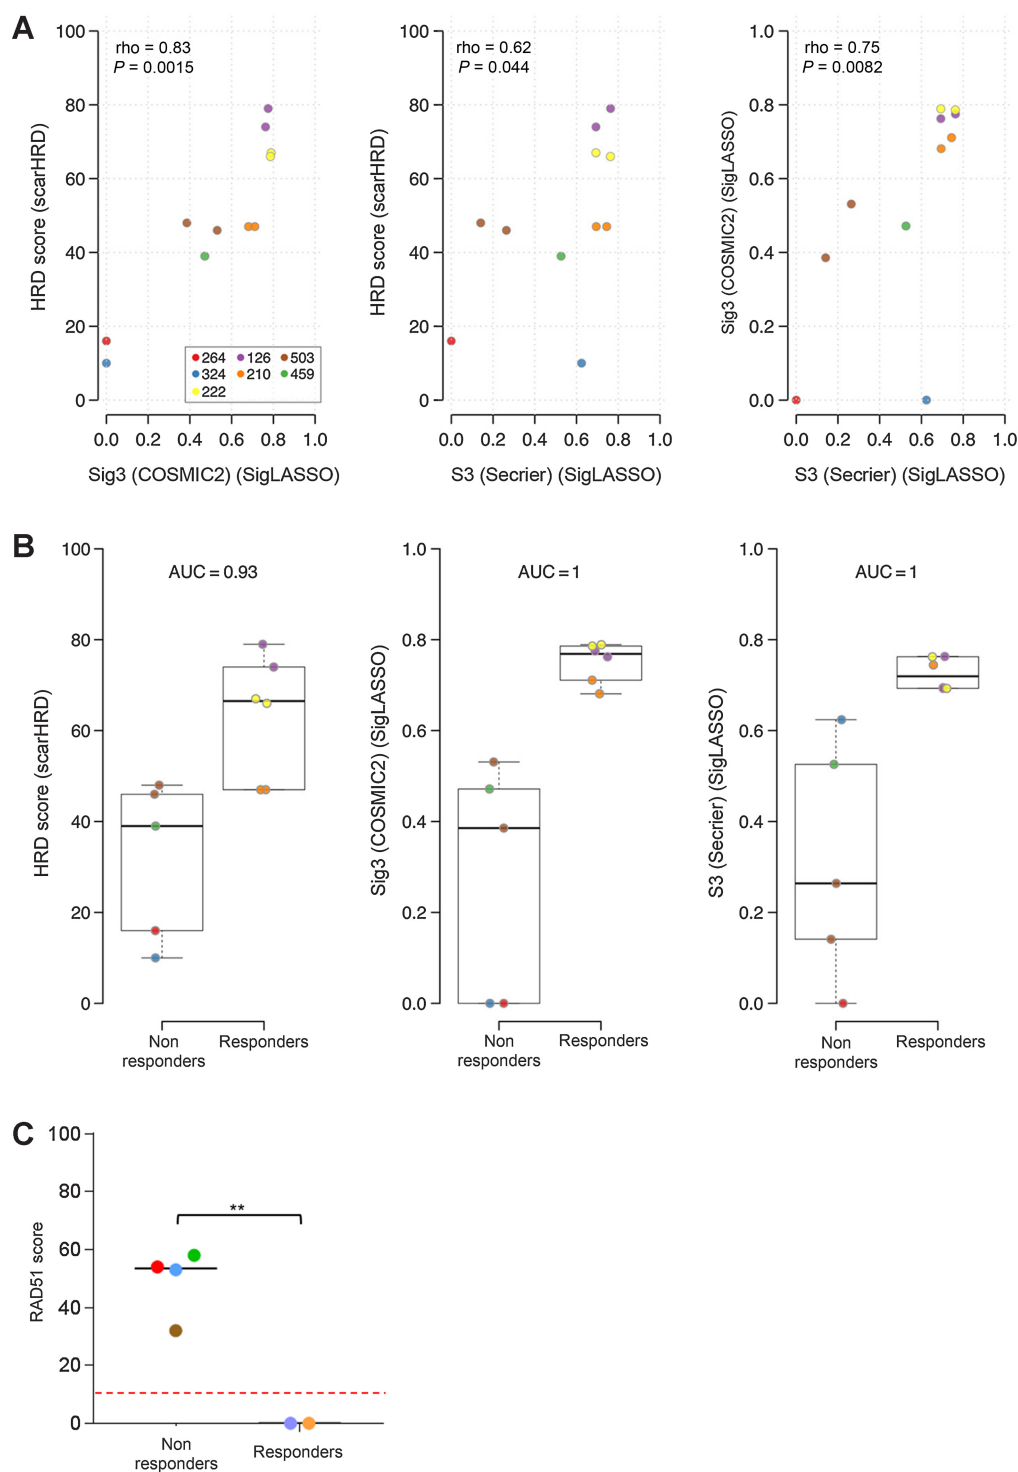 A
rho = 0.83
P = 0.0015
100
80
60
40
20
0
HRD score (scarHRD)
264 126 503
324 210 459
222
0.0 0.2 0.4 0.6 0.8 1.0
Sig3 (COSMIC2) (SigLASSO)
rho = 0.62
P = 0.044
100
80
60
40
20
0
HRD score (scarHRD)
0.0 0.2 0.4 0.6 0.8 1.0
S3 (Secrier) (SigLASSO)
rho = 0.75
P = 0.0082
1.0
0.8
0.6
0.4
0.2
0.0
Sig3 (COSMIC2) (SigLASSO)
0.0 0.2 0.4 0.6 0.8 1.0
S3 (Secrier) (SigLASSO)
B
AUC = 0.93
100
80
60
40
20
0
HRD score (scarHRD)
Non
responders
Responders
AUC = 1
1.0
0.8
0.6
0.4
0.2
0.0
Sig3 (COSMIC2) (SigLASSO)
Non
responders
Responders
AUC = 1
1.0
0.8
0.6
0.4
0.2
0.0
S3 (Secrier) (SigLASSO)
Non
responders
Responders
C
100
80
60
40
20
0
RAD51 score
**
Non
responders
Responders